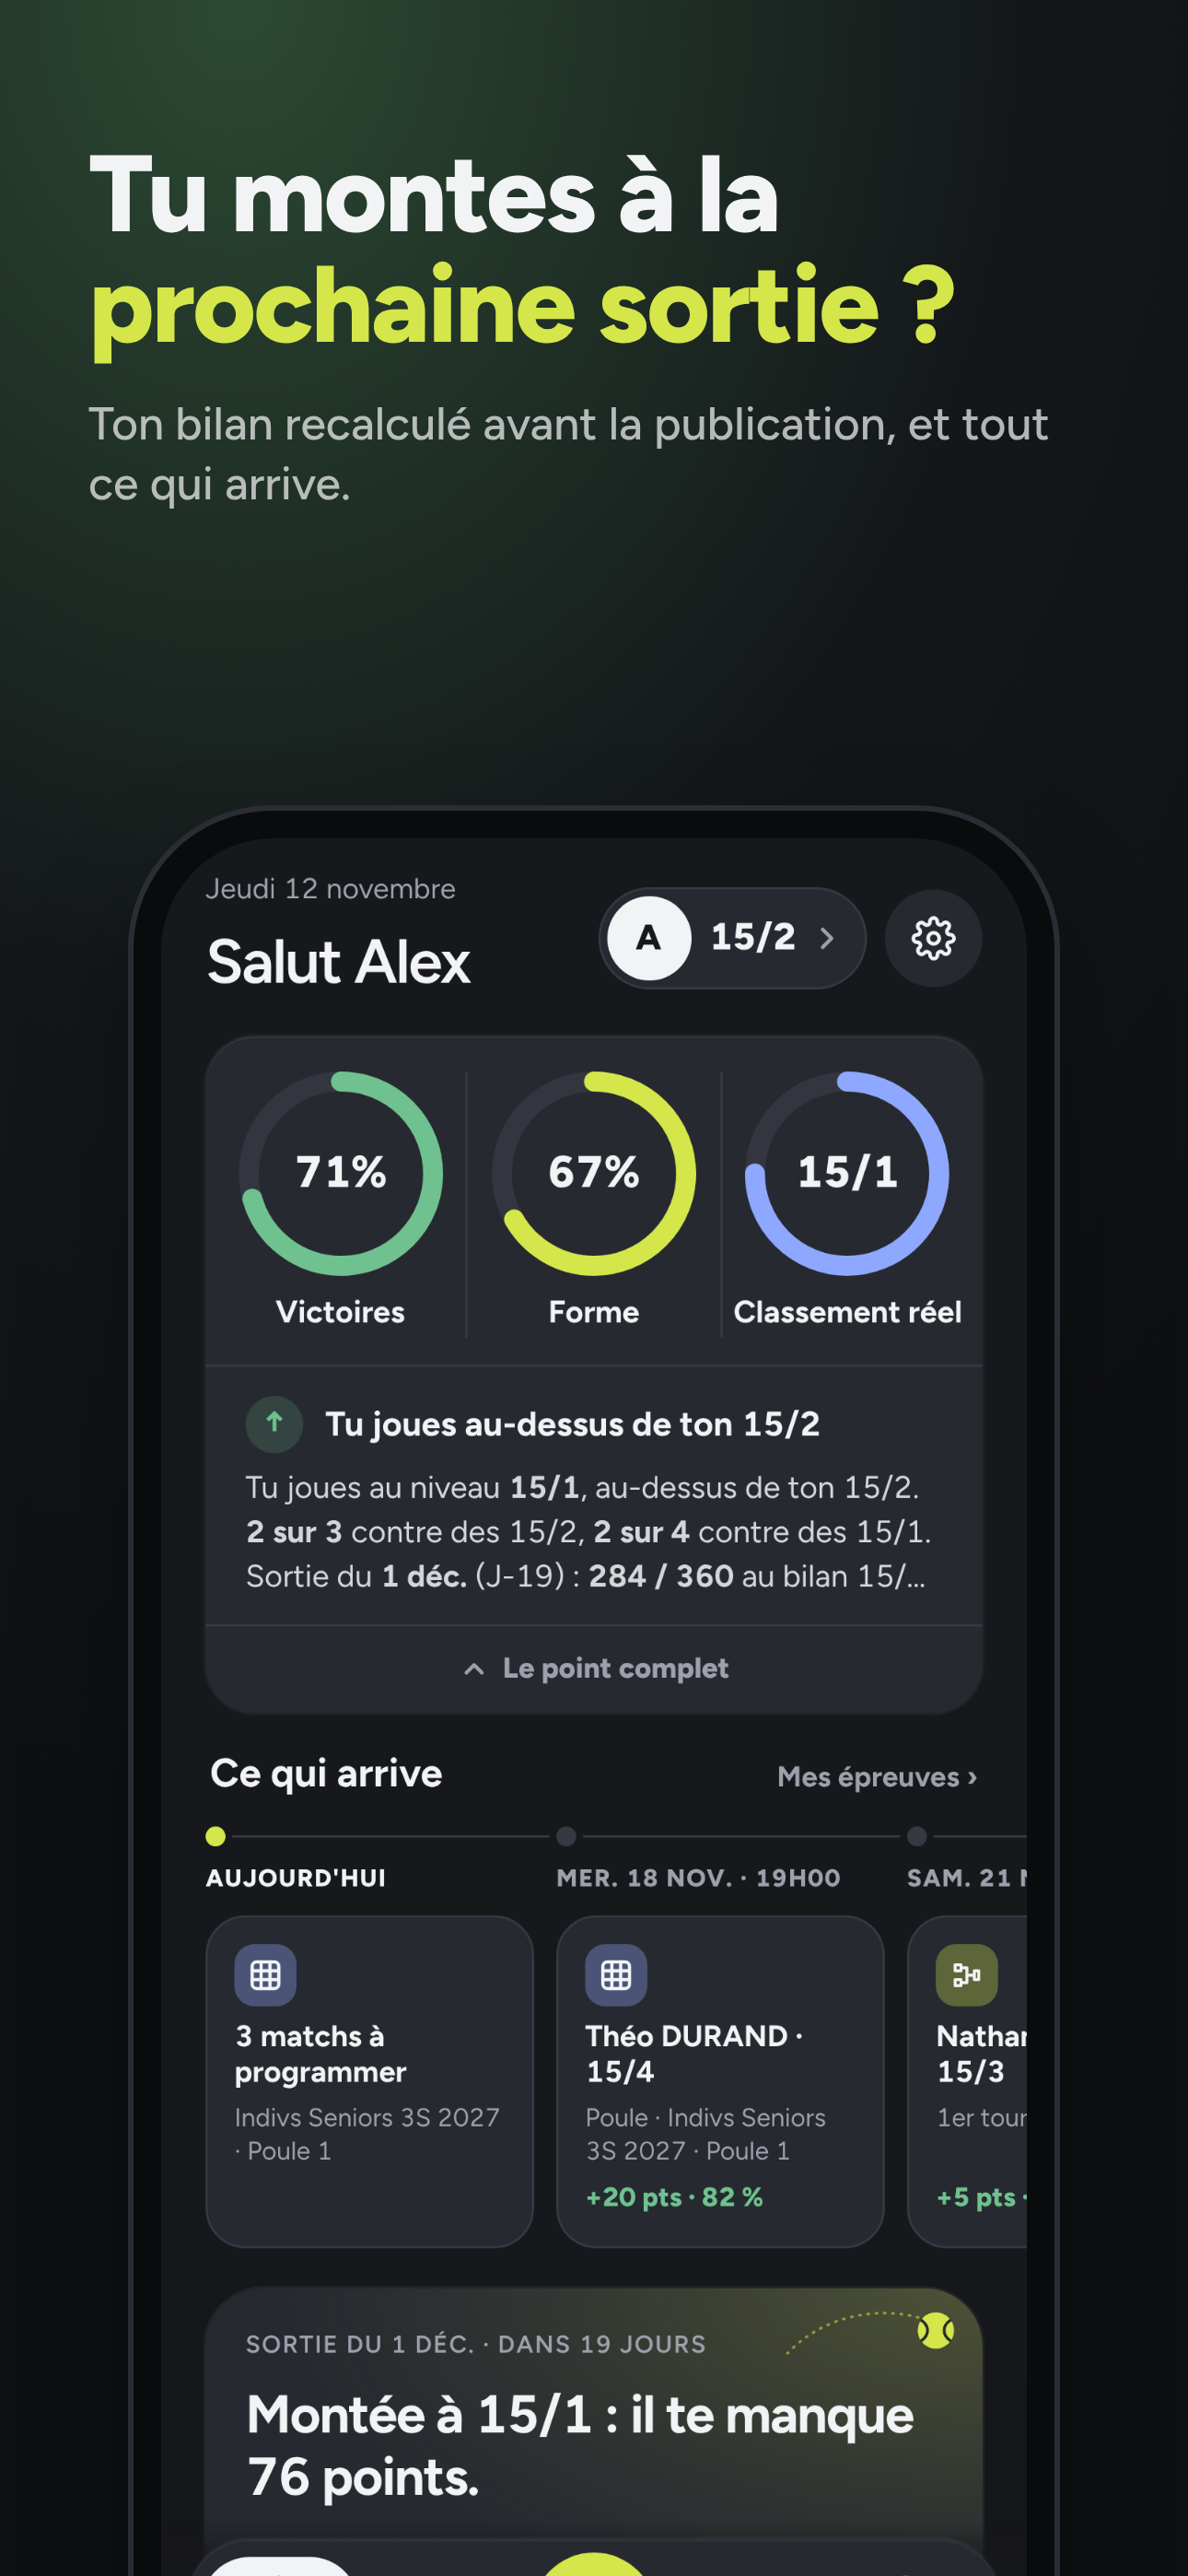 Tu montes à la
prochaine sortie ?
Ton bilan recalculé avant la publication, et tout
ce qui arrive.
Jeudi 12 novembre
Salut Alex
A
15/2
71%
67%
15/1
Victoires
Forme
Classement réel
Tu joues au-dessus de ton 15/2
Tu joues au niveau 15/1, au-dessus de ton 15/2.
2 sur 3 contre des 15/2, 2 sur 4 contre des 15/1.
Sortie du 1 déc. (J-19) : 284 / 360 au bilan 15/...
Le point complet
Ce qui arrive
Mes épreuves ›
AUJOURD'HUI
MER. 18 NOV. · 19H00
SAM. 21
3 matchs à
programmer
Indivs Seniors 3S 2027
· Poule 1
Théo DURAND ·
15/4
Poule · Indivs Seniors
3S 2027 · Poule 1
+20 pts · 82 %
15/3
1er tour
+5 pts ·
SORTIE DU 1 DÉC. · DANS 19 JOURS
Montée à 15/1 : il te manque
76 points.